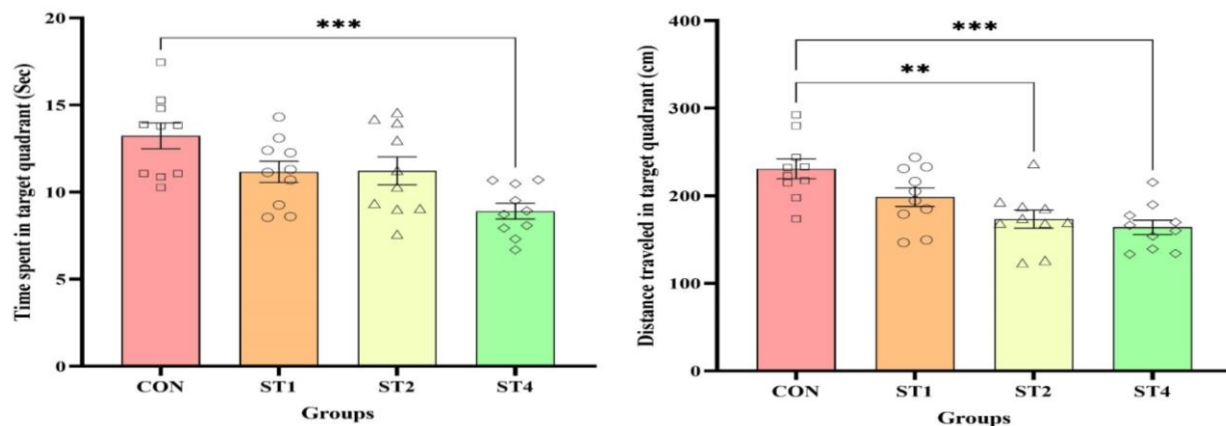 Time spent in target quadrant (Sec)
20
15
10
5
0
***
CON
ST1
ST2
ST4
Groups
Distance traveled in target quadrant (cm)
400
300
200
100
0
***
**
CON
ST1
ST2
ST4
Groups